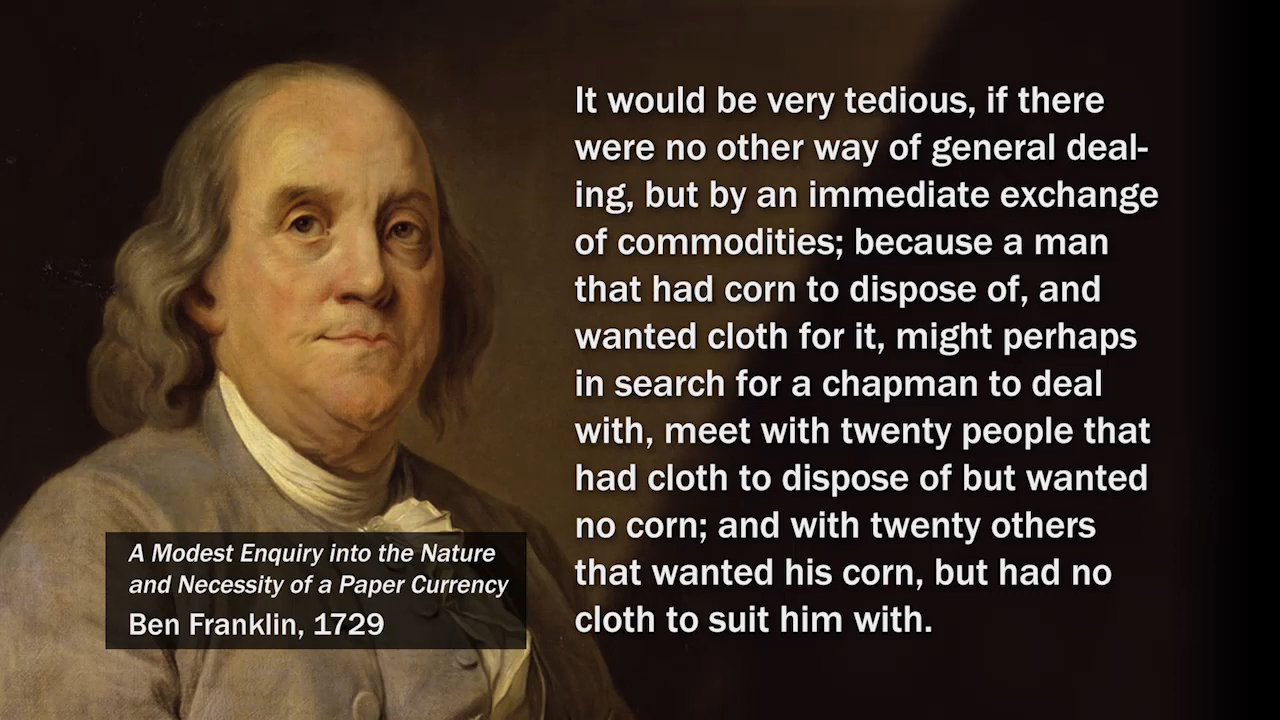 It would be very tedious, if there
were no other way of general deal-
ing, but by an immediate exchange
of commodities; because a man
that had corn to dispose of, and
wanted cloth for it, might perhaps
in search for a chapman to deal
with, meet with twenty people that
had cloth to dispose of but wanted
no corn; and with twenty others
that wanted his corn, but had no
cloth to suit him with.
A Modest Enquiry into the Nature
and Necessity of a Paper Currency
Ben Franklin, 1729